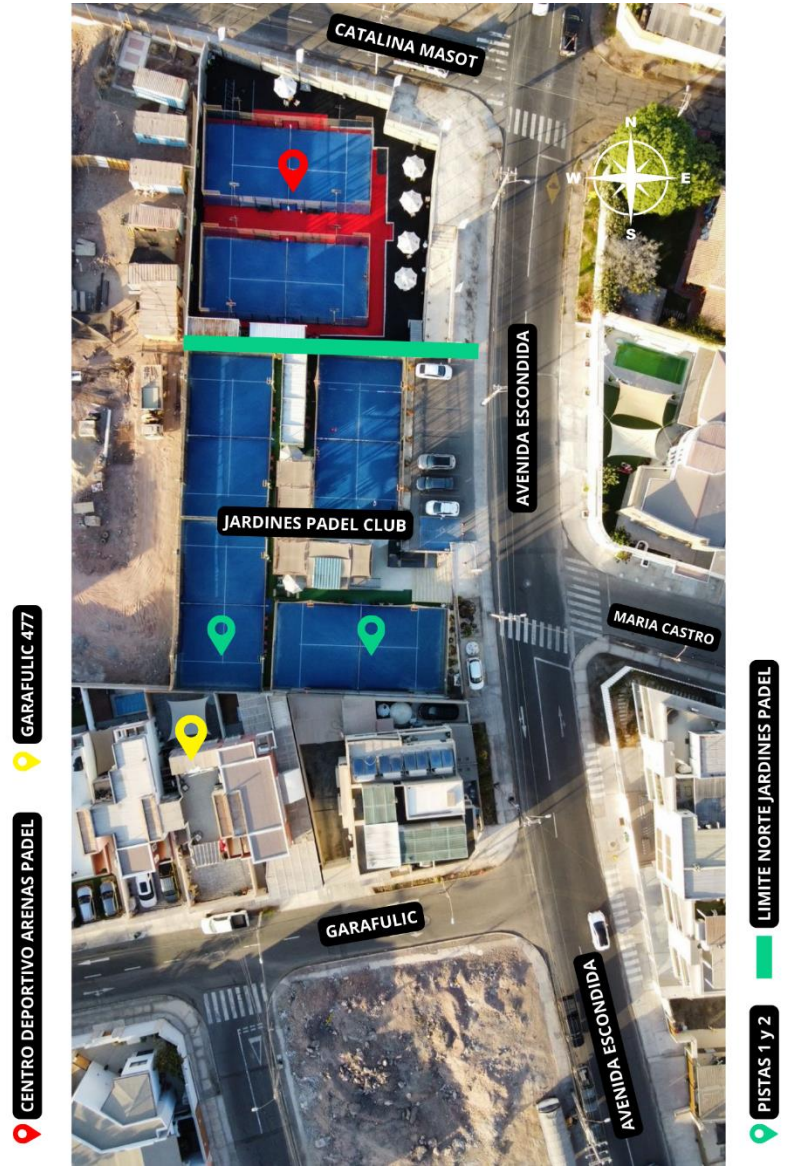 CATALINA MASOT
N
W E
S
AVENIDA ESCONDIDA
JARDINES PADEL CLUB
MARIA CASTRO
GARAFULIC
AVENIDA ESCONDIDA
CENTRO DEPORTIVO ARENAS PADEL
GARAFULIC 477
PISTAS 1 y 2
LIMITE NORTE JARDINES PADEL